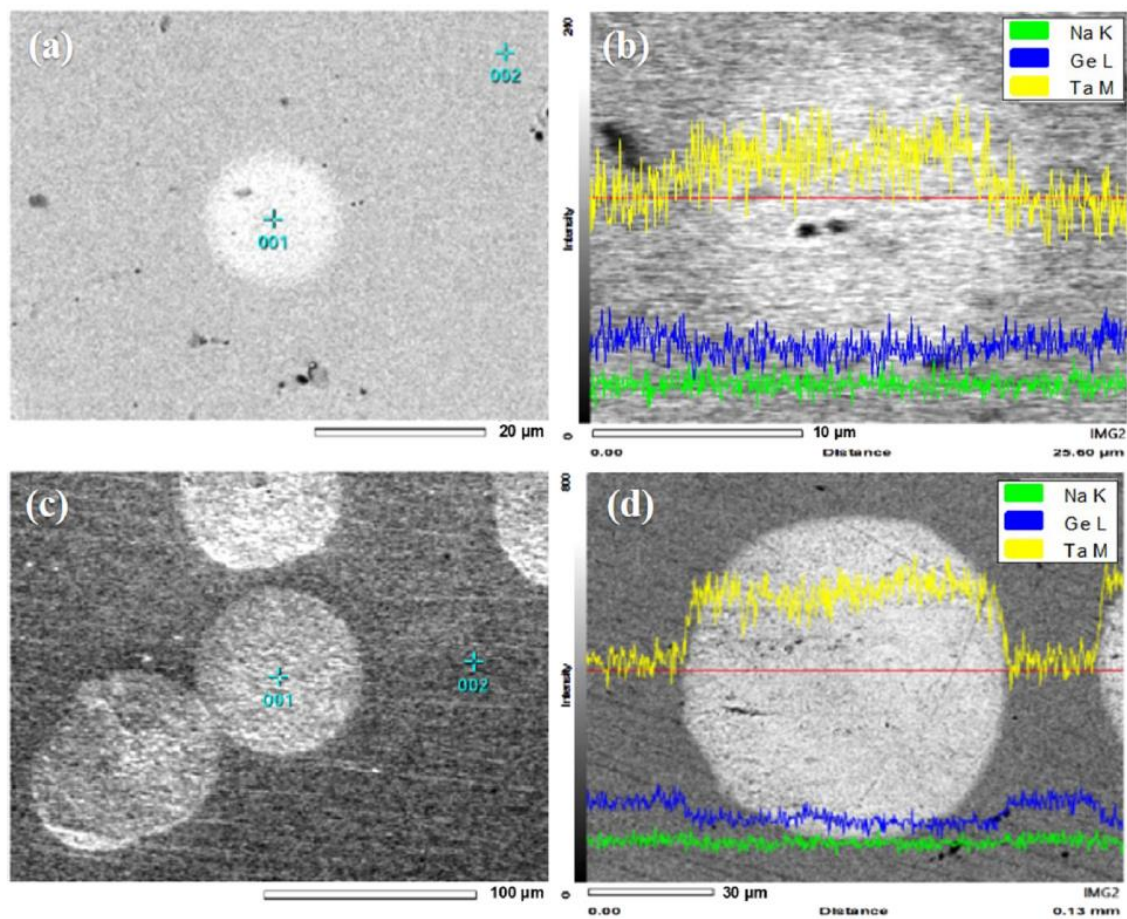 (a)
002
001
20 µm
240
(b)
Na K
Ge L
Ta M
Intensity
0
10 µm
IMG2
0.00 Distance 25.60 µm
(c)
001
002
100 µm
800
(d)
Na K
Ge L
Ta M
Intensity
0
30 µm
IMG2
0.00 Distance 0.13 mm